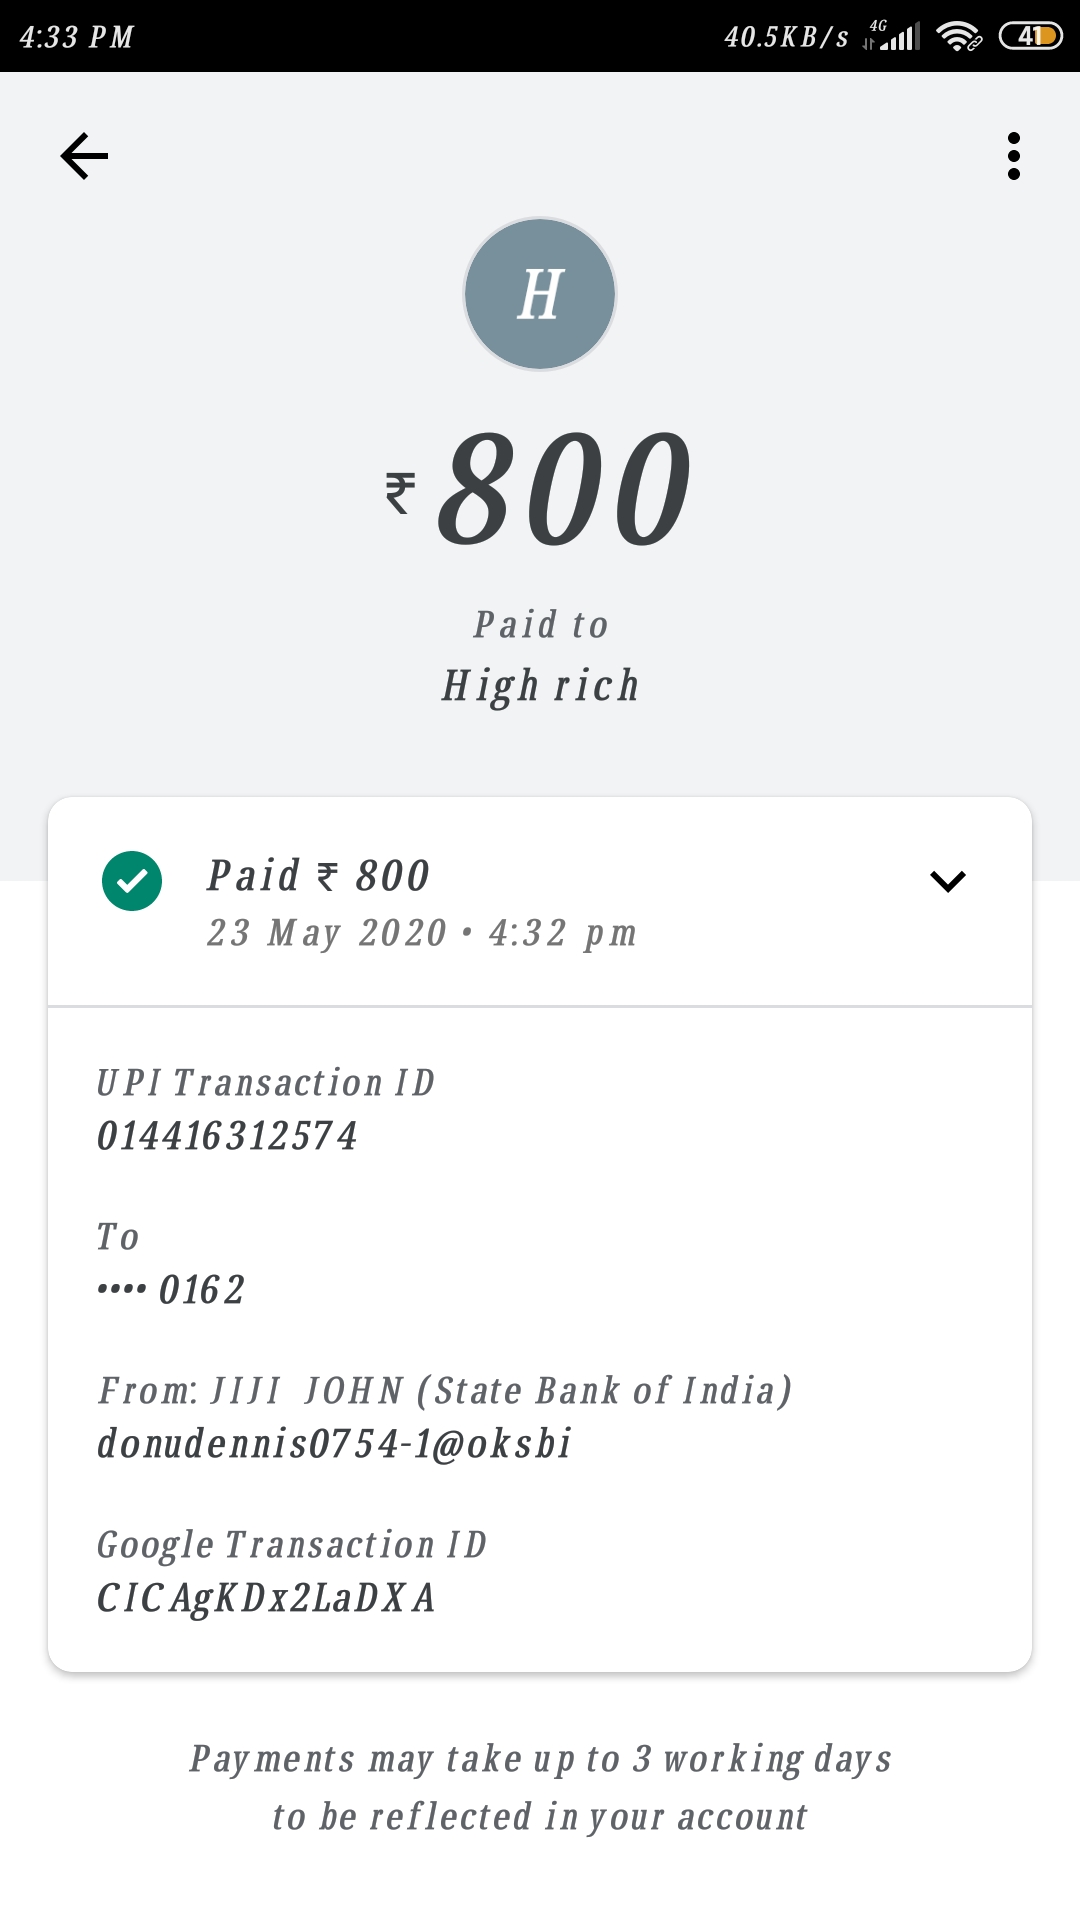 4:33 PM 40.5KB/s 4G 41
H
₹ 800
Paid to
High rich
Paid ₹ 800
23 May 2020 • 4:32 pm
UPI Transaction ID
014416312574
To
•••• 0162
From: JIJI JOHN (State Bank of India)
donudennis0754-1@oksbi
Google Transaction ID
CICAgKDx2LaDXA
Payments may take up to 3 working days
to be reflected in your account